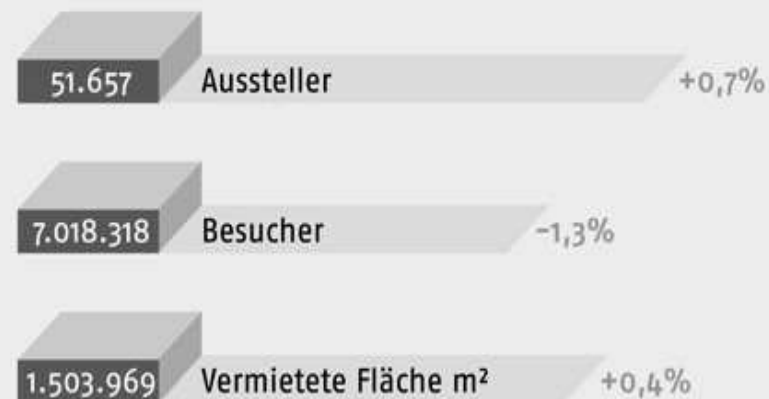 51.657 Aussteller +0,7%
7.018.318 Besucher -1,3%
1.503.969 Vermietete Fläche m² +0,4%